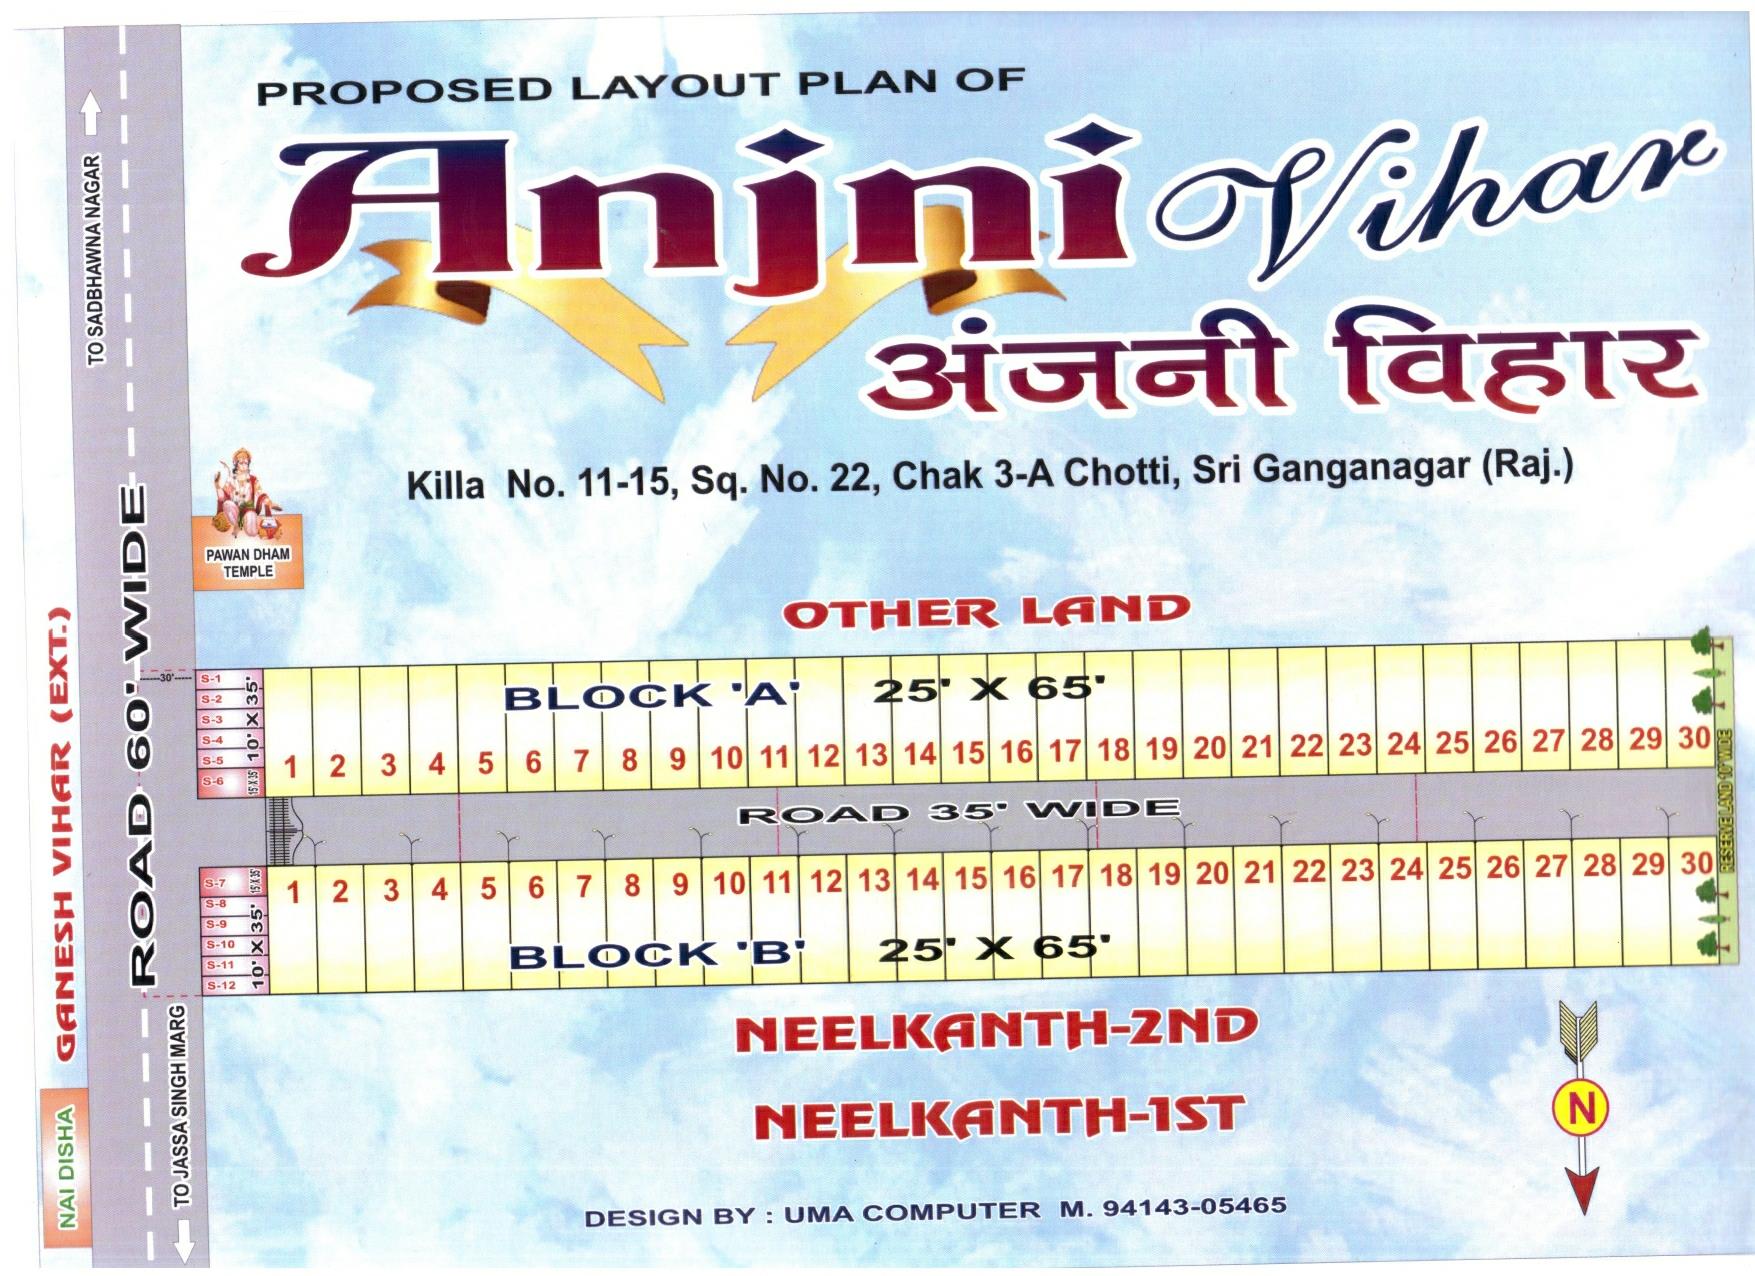 PROPOSED LAYOUT PLAN OF
Anjni Vihar
अंजनी विहार
Killa No. 11-15, Sq. No. 22, Chak 3-A Chotti, Sri Ganganagar (Raj.)
TO SADBHAWNA NAGAR
ROAD 60' WIDE
GANESH VIHAR (EXT.)
NAI DISHA
TO JASSA SINGH MARG
PAWAN DHAM
TEMPLE
OTHER LAND
30'
S-1
S-2
S-3
S-4
S-5
S-6
10' X 35'
15'X 35'
BLOCK 'A' 25' X 65'
1 2 3 4 5 6 7 8 9 10 11 12 13 14 15 16 17 18 19 20 21 22 23 24 25 26 27 28 29 30
ROAD 35' WIDE
RESERVE LAND 10' WIDE
S-7
S-8
S-9
S-10
S-11
S-12
15'X 35'
10' X 35'
1 2 3 4 5 6 7 8 9 10 11 12 13 14 15 16 17 18 19 20 21 22 23 24 25 26 27 28 29 30
BLOCK 'B' 25' X 65'
NEELKANTH-2ND
NEELKANTH-1ST
N
DESIGN BY : UMA COMPUTER M. 94143-05465